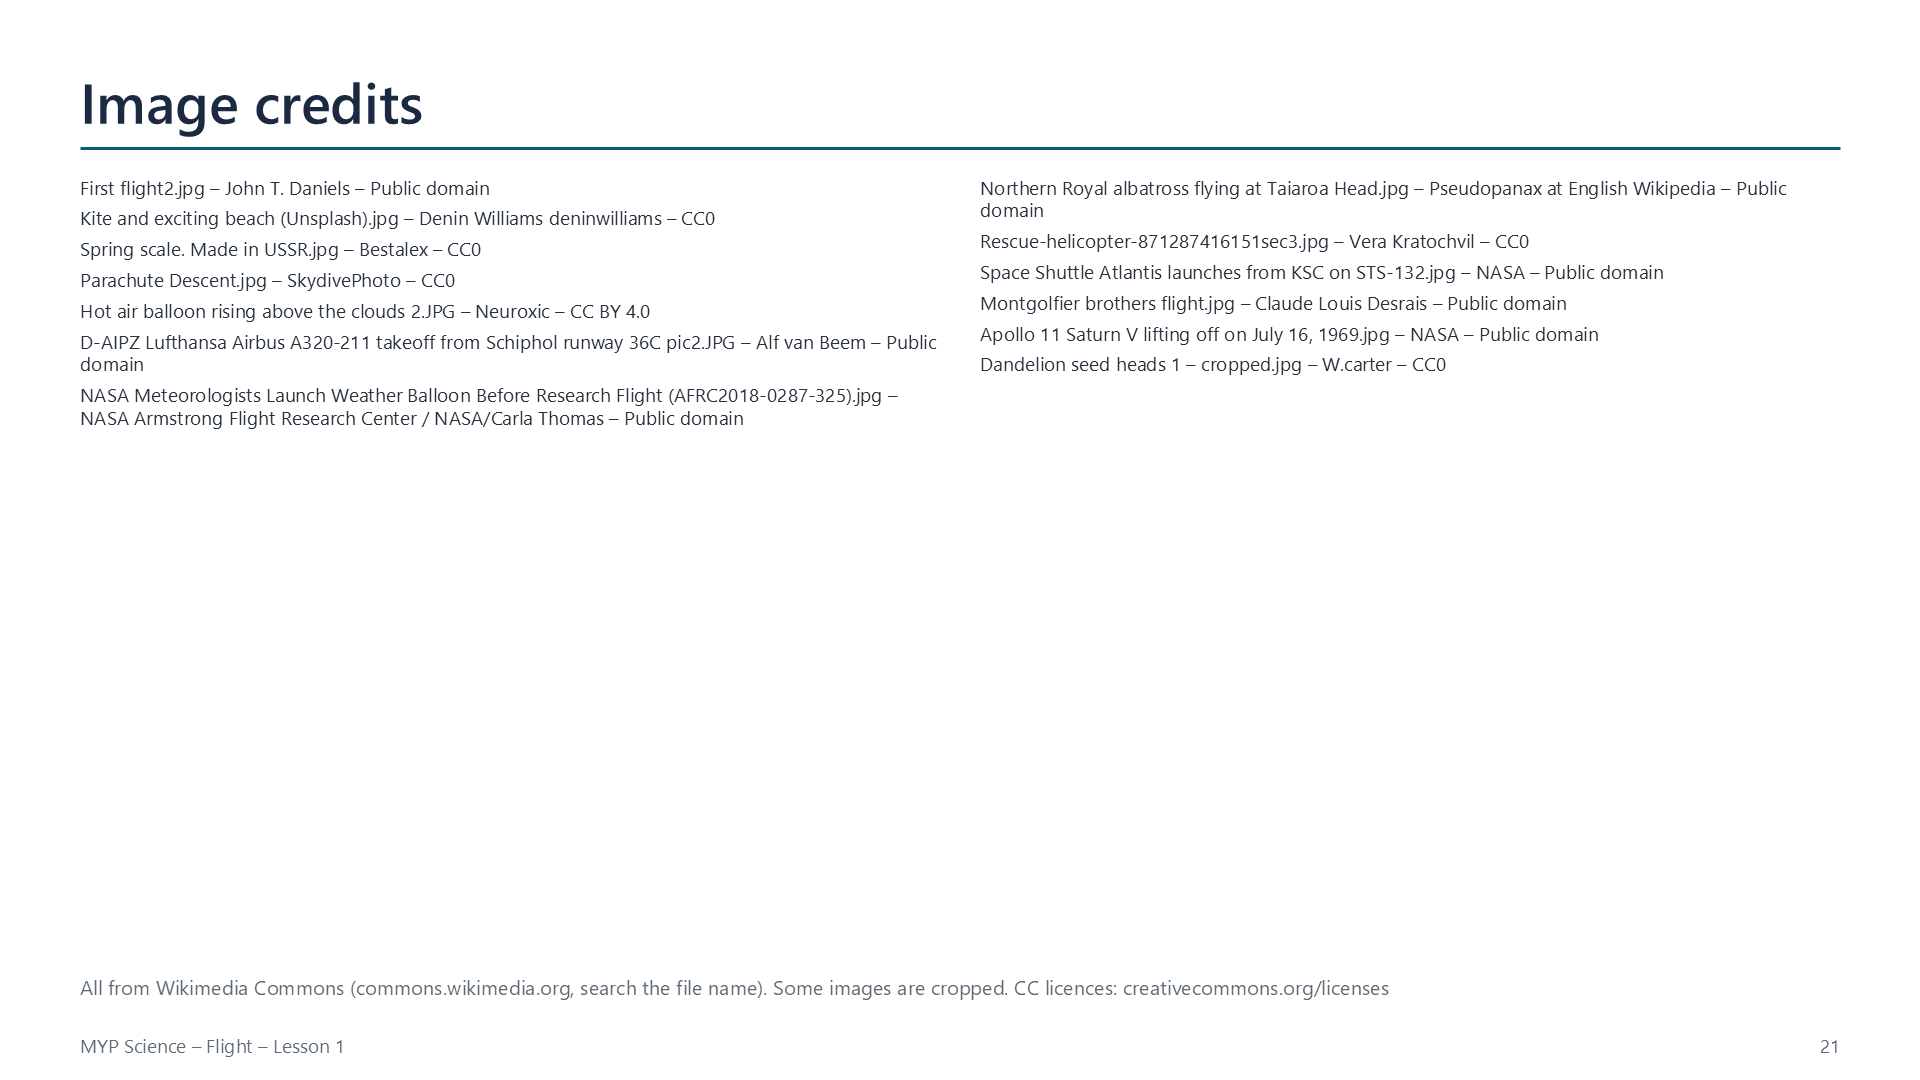 Image credits
First flight2.jpg – John T. Daniels – Public domain
Kite and exciting beach (Unsplash).jpg – Denin Williams deninwilliams – CC0
Spring scale. Made in USSR.jpg – Bestalex – CC0
Parachute Descent.jpg – SkydivePhoto – CC0
Hot air balloon rising above the clouds 2.JPG – Neuroxic – CC BY 4.0
D-AIPZ Lufthansa Airbus A320-211 takeoff from Schiphol runway 36C pic2.JPG – Alf van Beem – Public
domain
NASA Meteorologists Launch Weather Balloon Before Research Flight (AFRC2018-0287-325).jpg –
NASA Armstrong Flight Research Center / NASA/Carla Thomas – Public domain
Northern Royal albatross flying at Taiaroa Head.jpg – Pseudopanax at English Wikipedia – Public
domain
Rescue-helicopter-871287416151sec3.jpg – Vera Kratochvil – CC0
Space Shuttle Atlantis launches from KSC on STS-132.jpg – NASA – Public domain
Montgolfier brothers flight.jpg – Claude Louis Desrais – Public domain
Apollo 11 Saturn V lifting off on July 16, 1969.jpg – NASA – Public domain
Dandelion seed heads 1 – cropped.jpg – W.carter – CC0
All from Wikimedia Commons (commons.wikimedia.org, search the file name). Some images are cropped. CC licences: creativecommons.org/licenses
MYP Science – Flight – Lesson 1
21